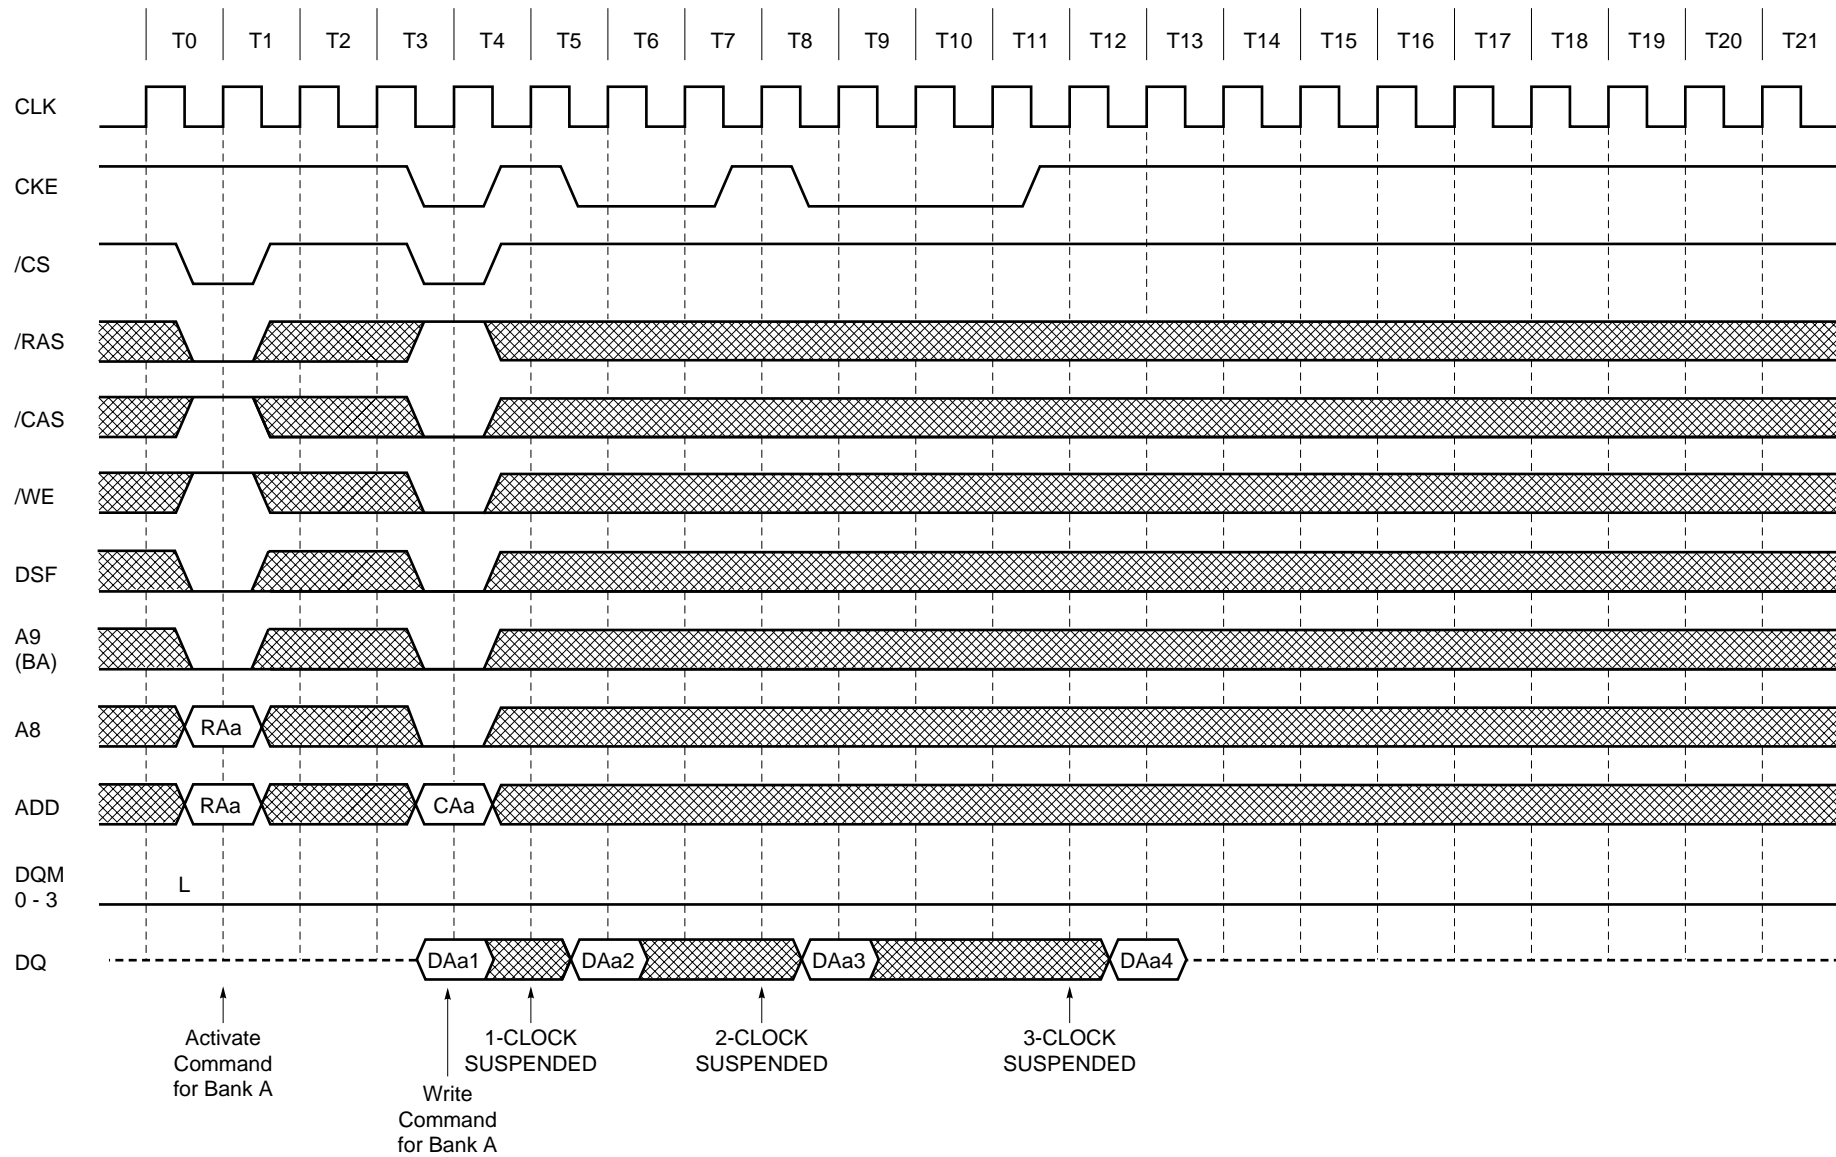 T0 T1 T2 T3 T4 T5 T6 T7 T8 T9 T10 T11 T12 T13 T14 T15 T16 T17 T18 T19 T20 T21
CLK
CKE
/CS
/RAS
/CAS
/WE
DSF
A9
(BA)
A8 RAa
ADD RAa CAa
DQM
0 - 3
L
DQ DAa1 DAa2 DAa3 DAa4
Activate
Command
for Bank A
Write
Command
for Bank A
1-CLOCK
SUSPENDED
2-CLOCK
SUSPENDED
3-CLOCK
SUSPENDED